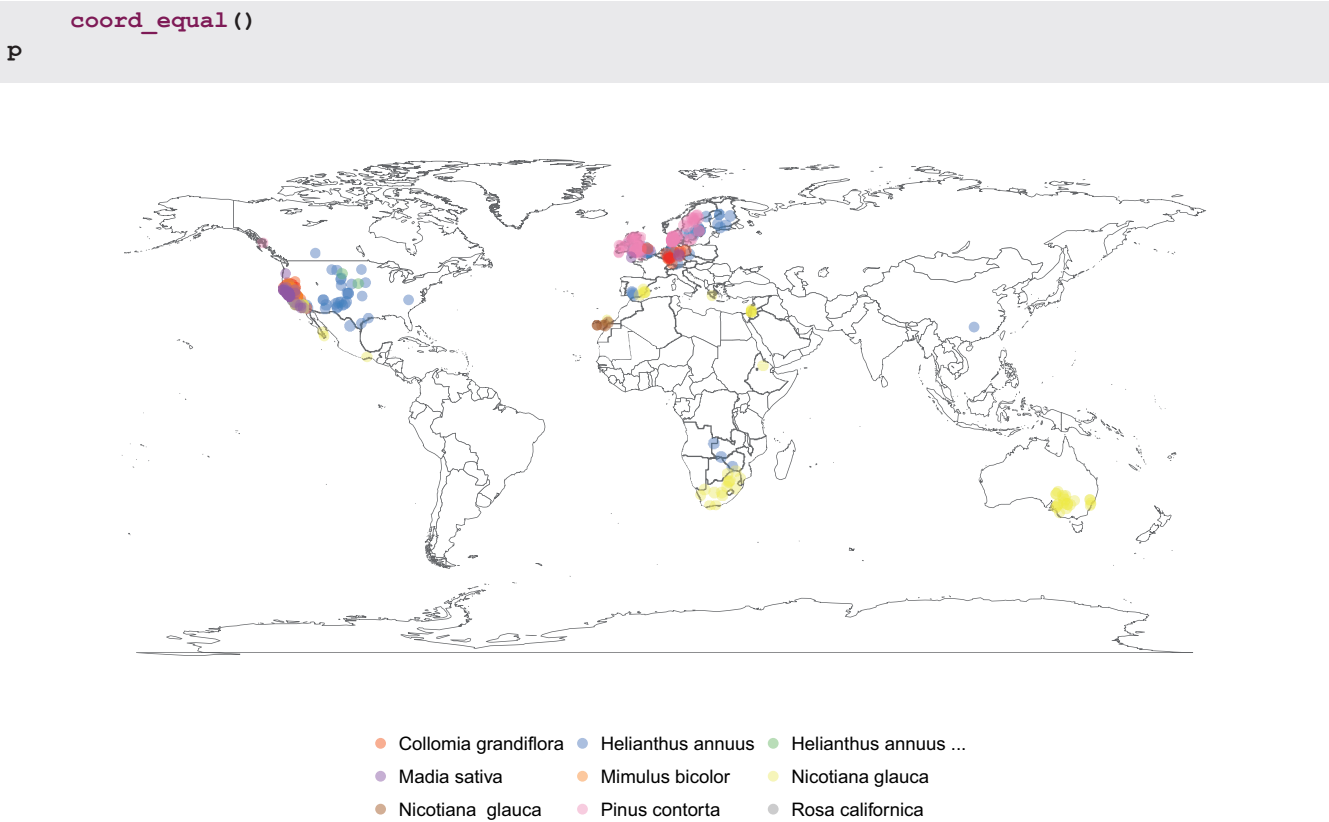 coord_equal()
p
Collomia grandiflora Helianthus annuus Helianthus annuus ...
Madia sativa Mimulus bicolor Nicotiana glauca
Nicotiana  glauca Pinus contorta Rosa californica